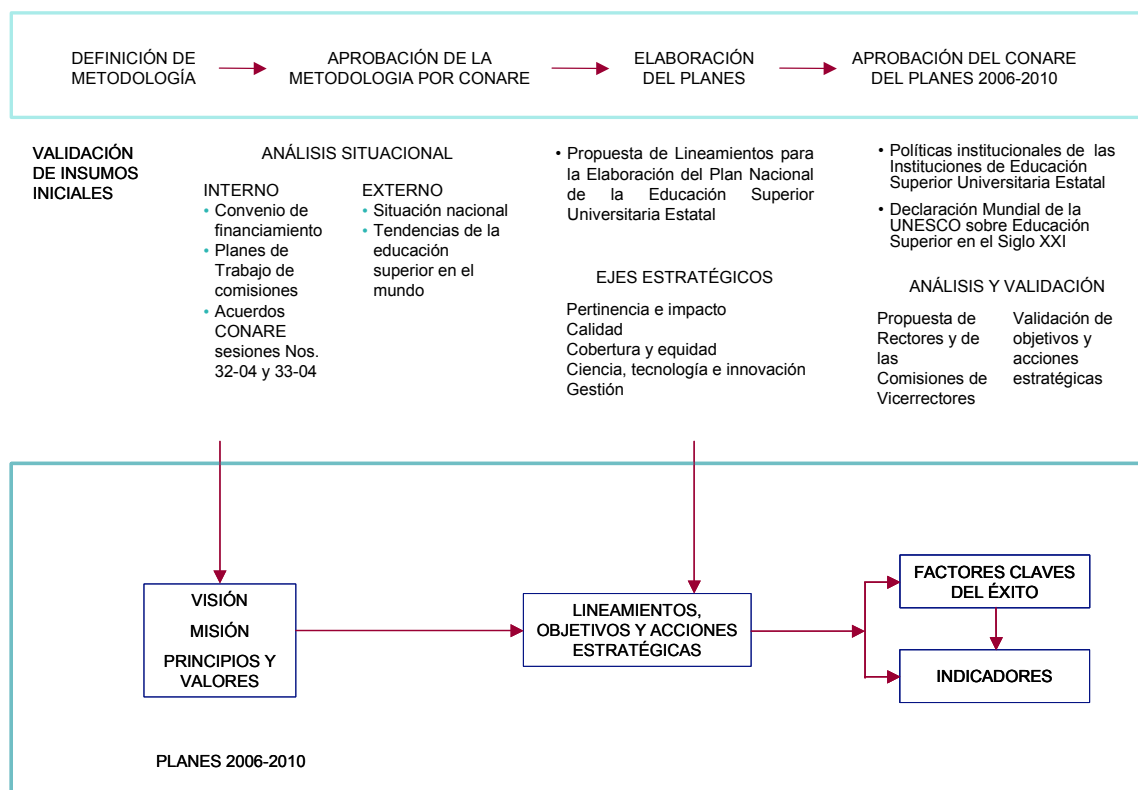 DEFINICIÓN DE
METODOLOGÍA
APROBACIÓN DE LA
METODOLOGIA POR CONARE
ELABORACIÓN
DEL PLANES
APROBACIÓN DEL CONARE
DEL PLANES 2006-2010
VALIDACIÓN
DE INSUMOS
INICIALES
ANÁLISIS SITUACIONAL
INTERNO
• Convenio de
financiamiento
• Planes de
Trabajo de
comisiones
• Acuerdos
CONARE
sesiones Nos.
32-04 y 33-04
EXTERNO
• Situación nacional
• Tendencias de la
educación
superior en el
mundo
• Propuesta de Lineamientos para
la Elaboración del Plan Nacional
de la Educación Superior
Universitaria Estatal
EJES ESTRATÉGICOS
Pertinencia e impacto
Calidad
Cobertura y equidad
Ciencia, tecnología e innovación
Gestión
• Políticas institucionales de las
Instituciones de Educación
Superior Universitaria Estatal
• Declaración Mundial de la
UNESCO sobre Educación
Superior en el Siglo XXI
ANÁLISIS Y VALIDACIÓN
Propuesta de
Rectores y de
las
Comisiones de
Vicerrectores
Validación de
objetivos y
acciones
estratégicas
VISIÓN
MISIÓN
PRINCIPIOS Y
VALORES
LINEAMIENTOS,
OBJETIVOS Y ACCIONES
ESTRATÉGICAS
FACTORES CLAVES
DEL ÉXITO
INDICADORES
PLANES 2006-2010